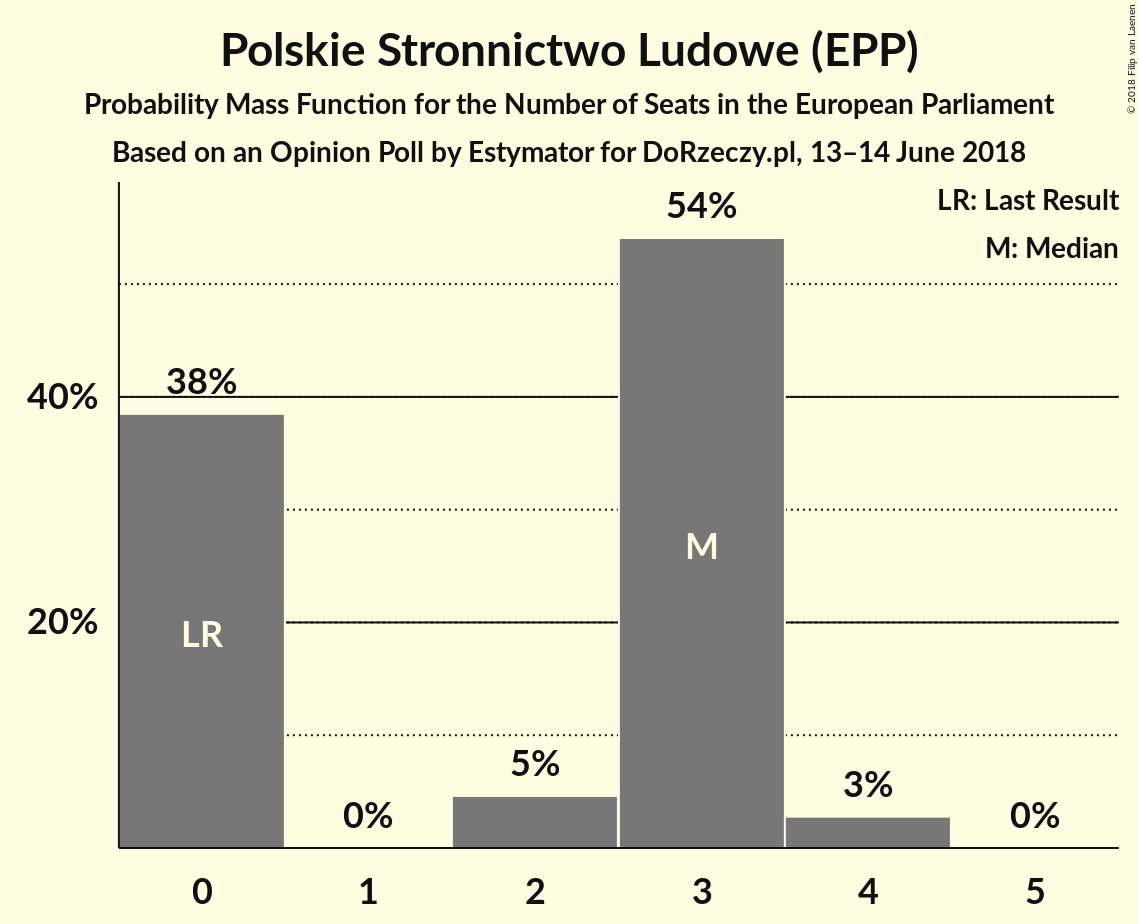 Polskie Stronnictwo Ludowe (EPP)
Probability Mass Function for the Number of Seats in the European Parliament
Based on an Opinion Poll by Estymator for DoRzeczy.pl, 13–14 June 2018
© 2018 Filip van Laenen
LR: Last Result
M: Median
54%
38%
40%
M
20%
LR
5%
3%
0%
0%
0 1 2 3 4 5